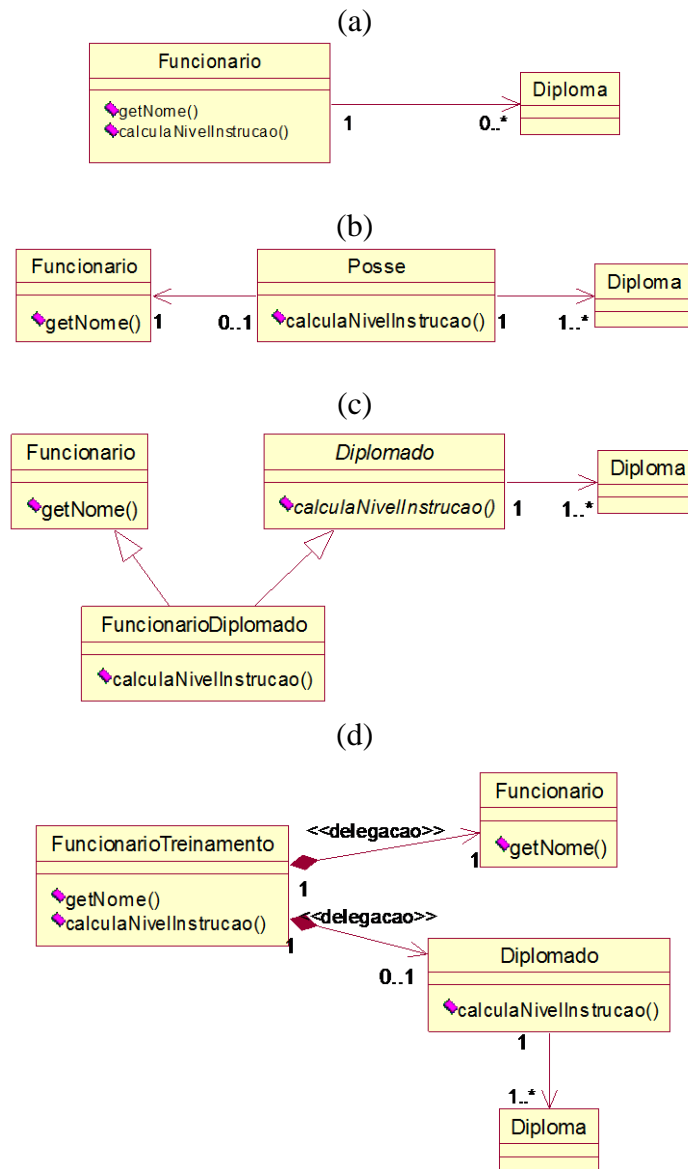 (a)
Funcionario
getNome()
calculaNivelInstrucao()
1
0..*
Diploma
(b)
Funcionario
getNome()
1
0..1
Posse
calculaNivelInstrucao()
1
1..*
Diploma
(c)
Funcionario
getNome()
Diplomado
calculaNivelInstrucao()
1
1..*
Diploma
FuncionarioDiplomado
calculaNivelInstrucao()
(d)
FuncionarioTreinamento
getNome()
calculaNivelInstrucao()
<<delegacao>>
1
1
Funcionario
getNome()
<<delegacao>>
1
0..1
Diplomado
calculaNivelInstrucao()
1
1..*
Diploma